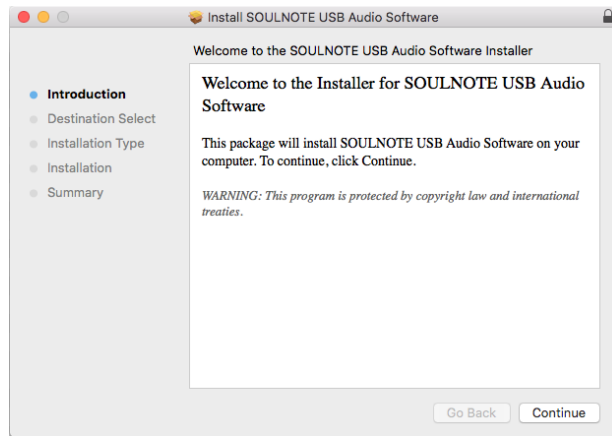 Install SOULNOTE USB Audio Software
Welcome to the SOULNOTE USB Audio Software Installer
Introduction
Destination Select
Installation Type
Installation
Summary
Welcome to the Installer for SOULNOTE USB Audio
Software
This package will install SOULNOTE USB Audio Software on your
computer. To continue, click Continue.
WARNING: This program is protected by copyright law and international
treaties.
Go Back
Continue